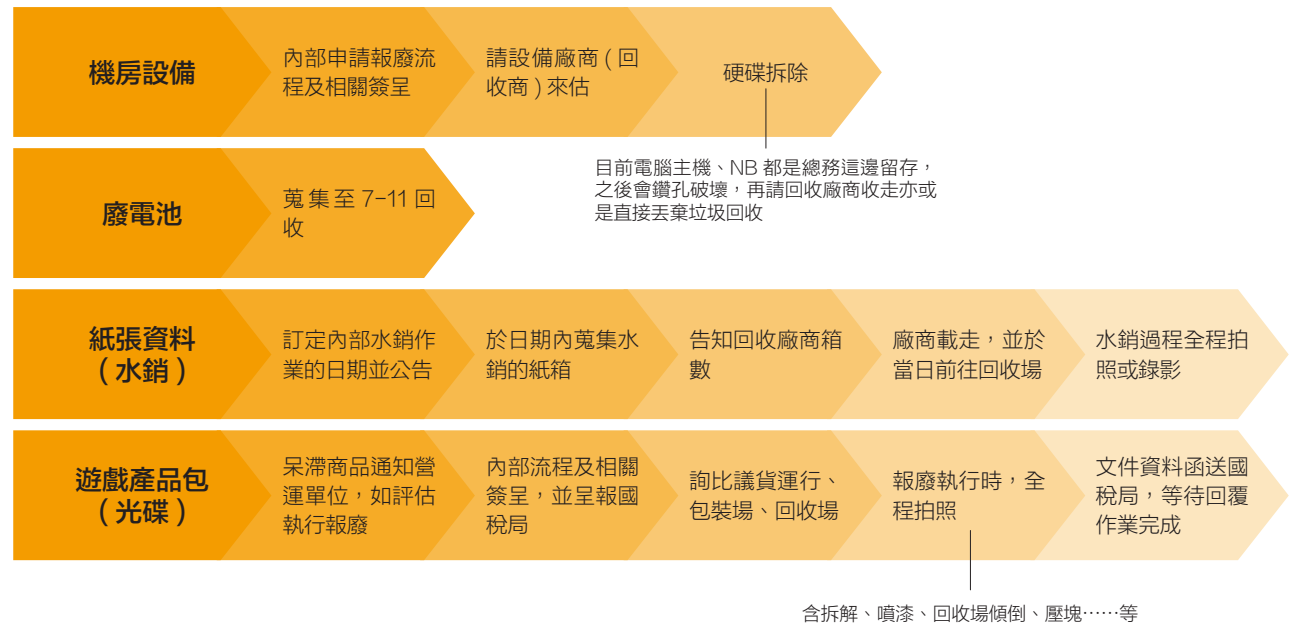 機房設備
內部申請報廢流
程及相關簽呈
請設備廠商(回
收商)來估
硬碟拆除
目前電腦主機、NB 都是總務這邊留存，
之後會鑽孔破壞，再請回收廠商收走亦或
是直接丟棄垃圾回收
廢電池
蒐集至 7-11 回
收
紙張資料
(水銷)
訂定內部水銷作
業的日期並公告
於日期內蒐集水
銷的紙箱
告知回收廠商箱
數
廠商載走，並於
當日前往回收場
水銷過程全程拍
照或錄影
遊戲產品包
(光碟)
呆滯商品通知營
運單位，如評估
執行報廢
內部流程及相關
簽呈，並呈報國
稅局
詢比議貨運行、
包裝場、回收場
報廢執行時，全
程拍照
文件資料函送國
稅局，等待回覆
作業完成
含拆解、噴漆、回收場傾倒、壓塊……等